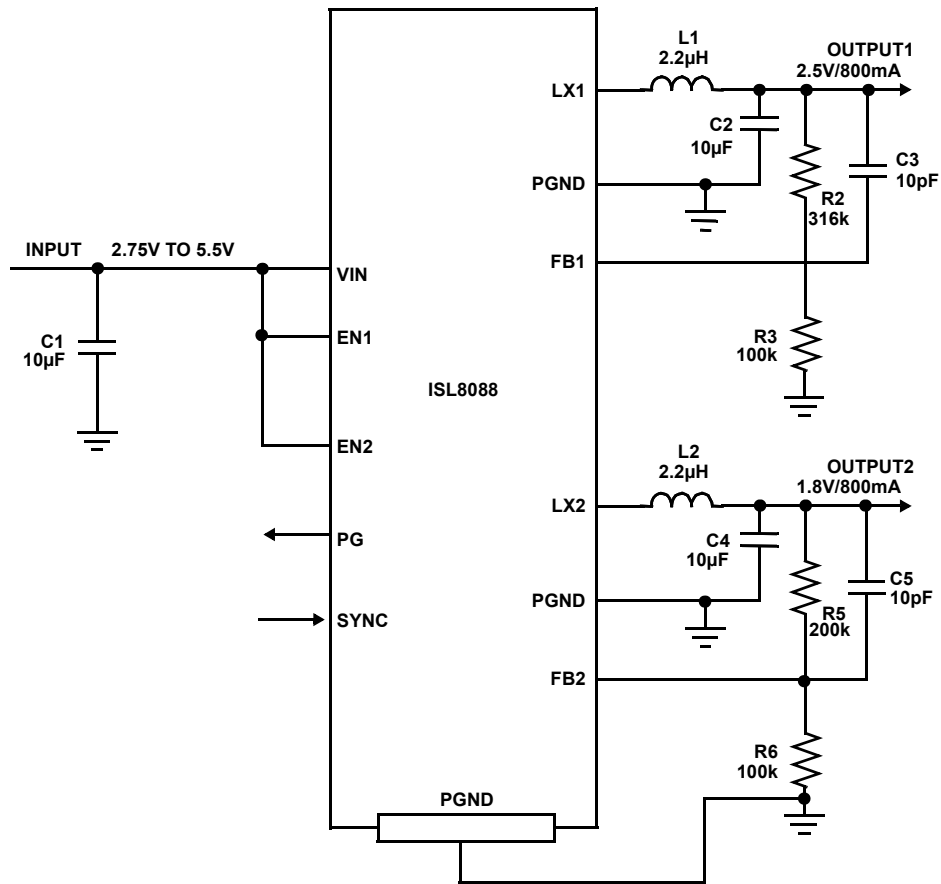 L1
2.2µH
OUTPUT1
2.5V/800mA
LX1
C2
10µF
C3
10pF
PGND
R2
316k
INPUT
2.75V TO 5.5V
FB1
VIN
C1
10µF
EN1
R3
100k
ISL8088
EN2
L2
2.2µH
OUTPUT2
1.8V/800mA
LX2
PG
C4
10µF
C5
10pF
PGND
SYNC
R5
200k
FB2
R6
100k
PGND